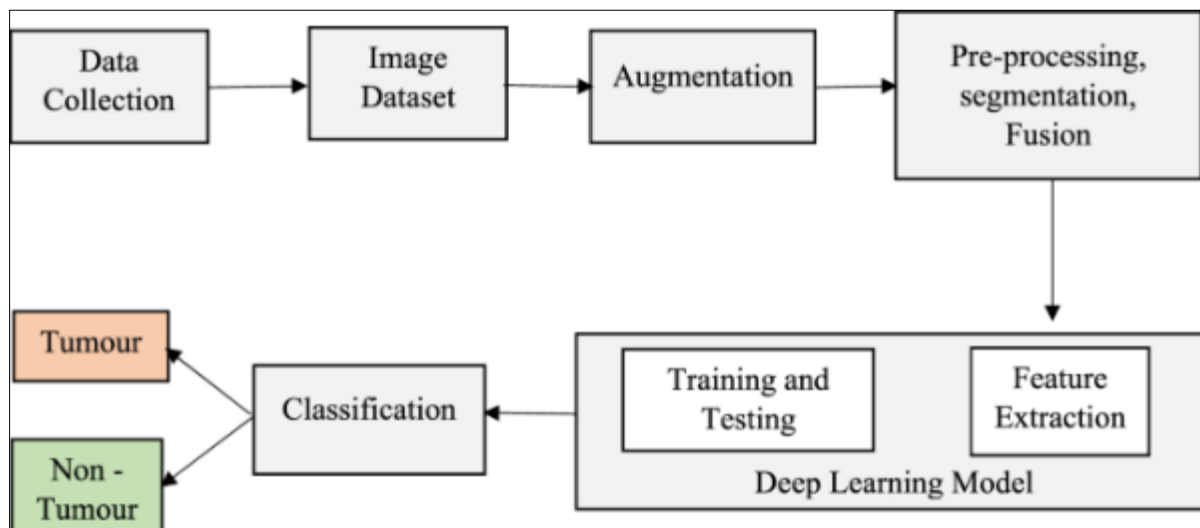 Data
Collection
Image
Dataset
Augmentation
Pre-processing,
segmentation,
Fusion
Tumour
Classification
Training and
Testing
Feature
Extraction
Deep Learning Model
Non -
Tumour